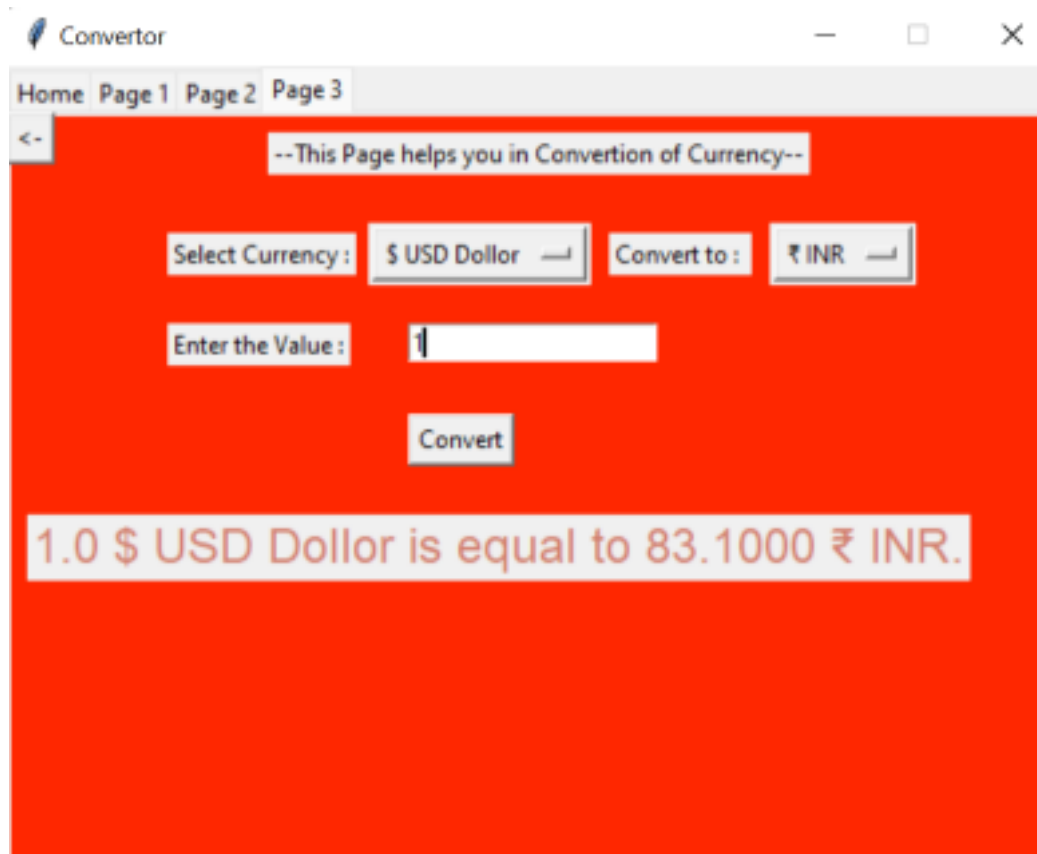 Convertor
Home Page 1 Page 2 Page 3
<-
--This Page helps you in Convertion of Currency--
Select Currency : $ USD Dollor Convert to : ₹ INR
Enter the Value : 1
Convert
1.0 $ USD Dollor is equal to 83.1000 ₹ INR.